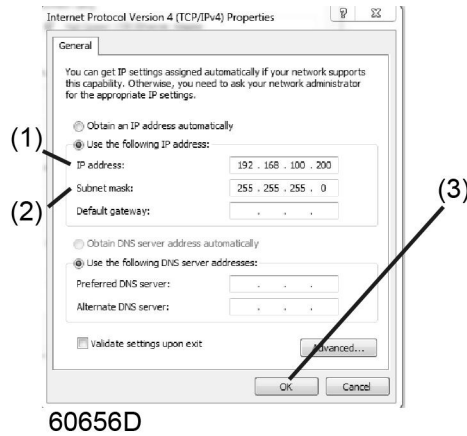 Internet Protocol Version 4 (TCP/IPv4) Properties
General
You can get IP settings assigned automatically if your network supports
this capability. Otherwise, you need to ask your network administrator
for the appropriate IP settings.
Obtain an IP address automatically
Use the following IP address:
(1)
IP address: 192 . 168 . 100 . 200
Subnet mask: 255 . 255 . 255 . 0
(2)
(3)
Default gateway: . . .
Obtain DNS server address automatically
Use the following DNS server addresses:
Preferred DNS server: . . .
Alternate DNS server: . . .
Validate settings upon exit
Advanced...
OK Cancel
60656D